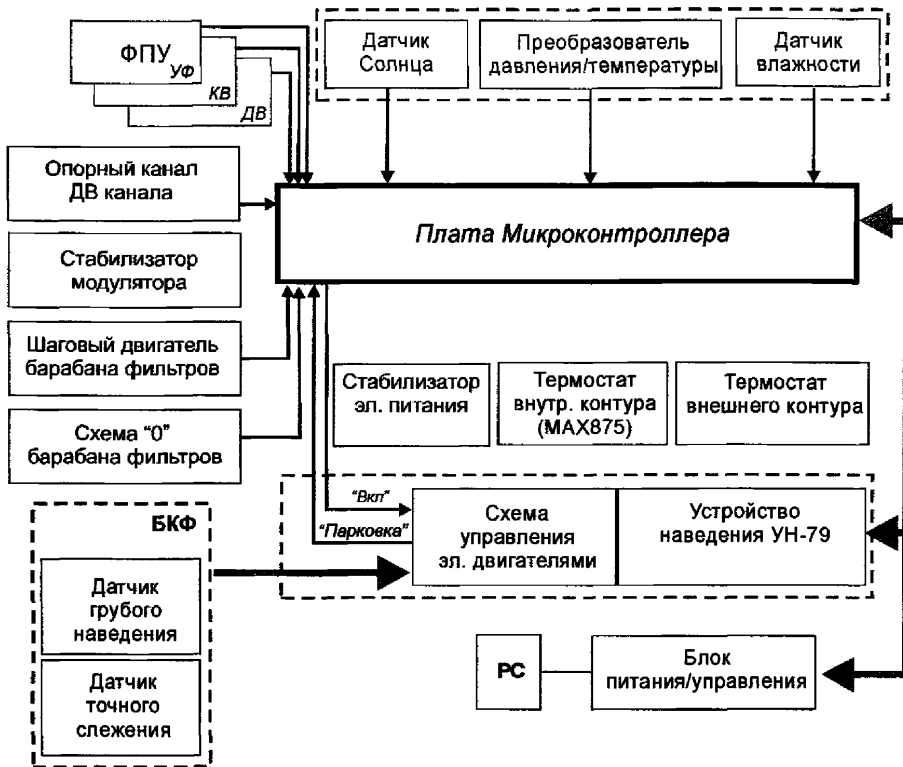 ФПУ
УФ
КВ
ДВ
Датчик
Солнца
Преобразователь
давления/температуры
Датчик
влажности
Опорный канал
ДВ канала
Плата Микроконтроллера
Стабилизатор
модулятора
Шаговый двигатель
барабана фильтров
Схема “0”
барабана фильтров
Стабилизатор
эл. питания
Термостат
внутр. контура
(MAX875)
Термостат
внешнего контура
“Вкл”
“Парковка”
Схема
управления
эл. двигателями
Устройство
наведения УН-79
БКФ
Датчик
грубого
наведения
Датчик
точного
слежения
РС
Блок
питания/управления